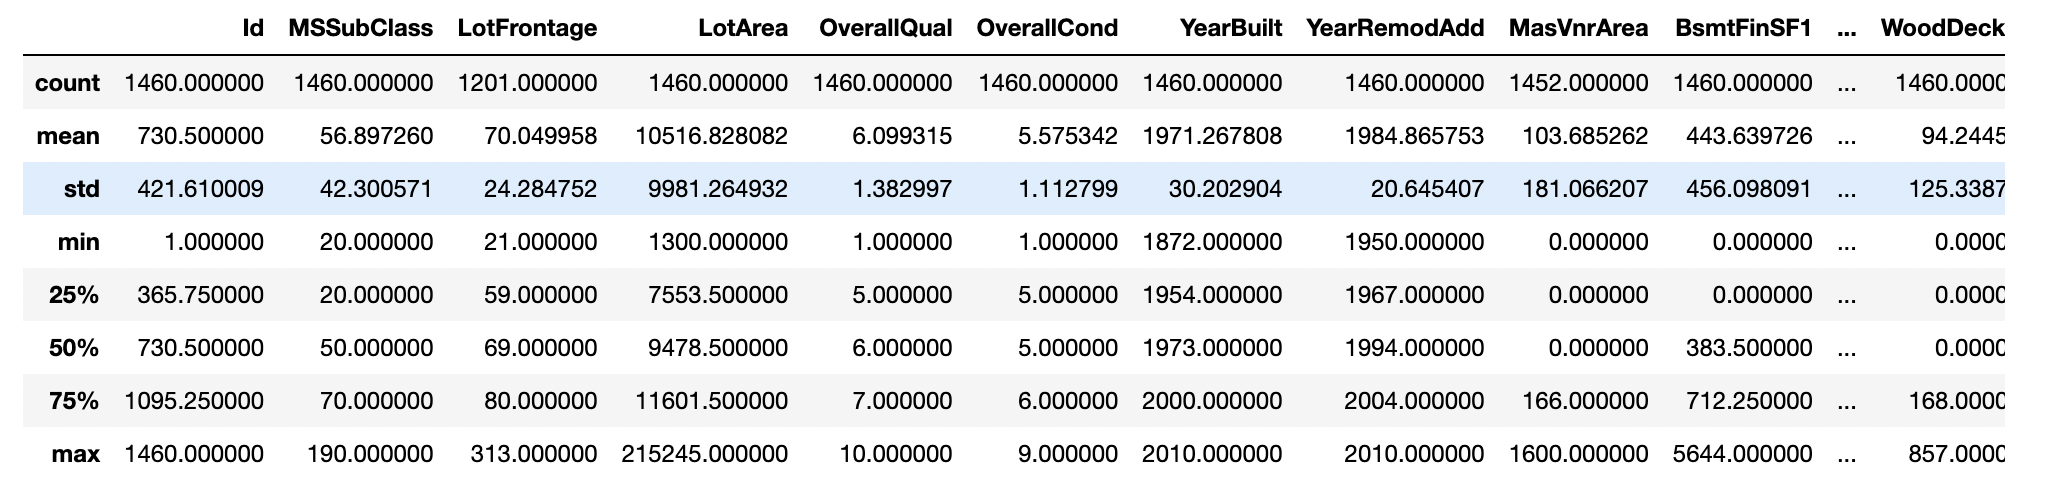 Id MSSubClass LotFrontage LotArea OverallQual OverallCond YearBuilt YearRemodAdd MasVnrArea BsmtFinSF1 ... WoodDeck
count 1460.000000 1460.000000 1201.000000 1460.000000 1460.000000 1460.000000 1460.000000 1460.000000 1452.000000 1460.000000 ... 1460.0000
mean 730.500000 56.897260 70.049958 10516.828082 6.099315 5.575342 1971.267808 1984.865753 103.685262 443.639726 ... 94.2445
std 421.610009 42.300571 24.284752 9981.264932 1.382997 1.112799 30.202904 20.645407 181.066207 456.098091 ... 125.3387
min 1.000000 20.000000 21.000000 1300.000000 1.000000 1.000000 1872.000000 1950.000000 0.000000 0.000000 ... 0.0000
25% 365.750000 20.000000 59.000000 7553.500000 5.000000 5.000000 1954.000000 1967.000000 0.000000 0.000000 ... 0.0000
50% 730.500000 50.000000 69.000000 9478.500000 6.000000 5.000000 1973.000000 1994.000000 0.000000 383.500000 ... 0.0000
75% 1095.250000 70.000000 80.000000 11601.500000 7.000000 6.000000 2000.000000 2004.000000 166.000000 712.250000 ... 168.0000
max 1460.000000 190.000000 313.000000 215245.000000 10.000000 9.000000 2010.000000 2010.000000 1600.000000 5644.000000 ... 857.0000